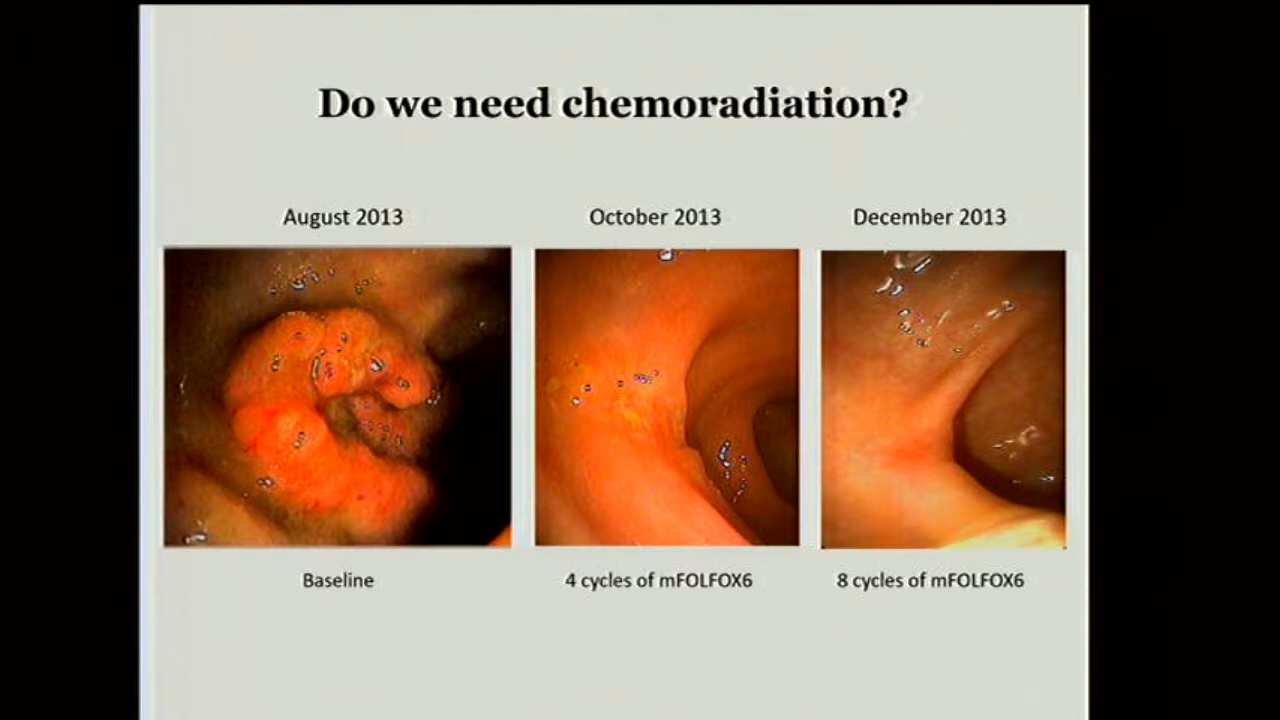 Do we need chemoradiation?
August 2013
October 2013
December 2013
Baseline
4 cycles of mFOLFOX6
8 cycles of mFOLFOX6